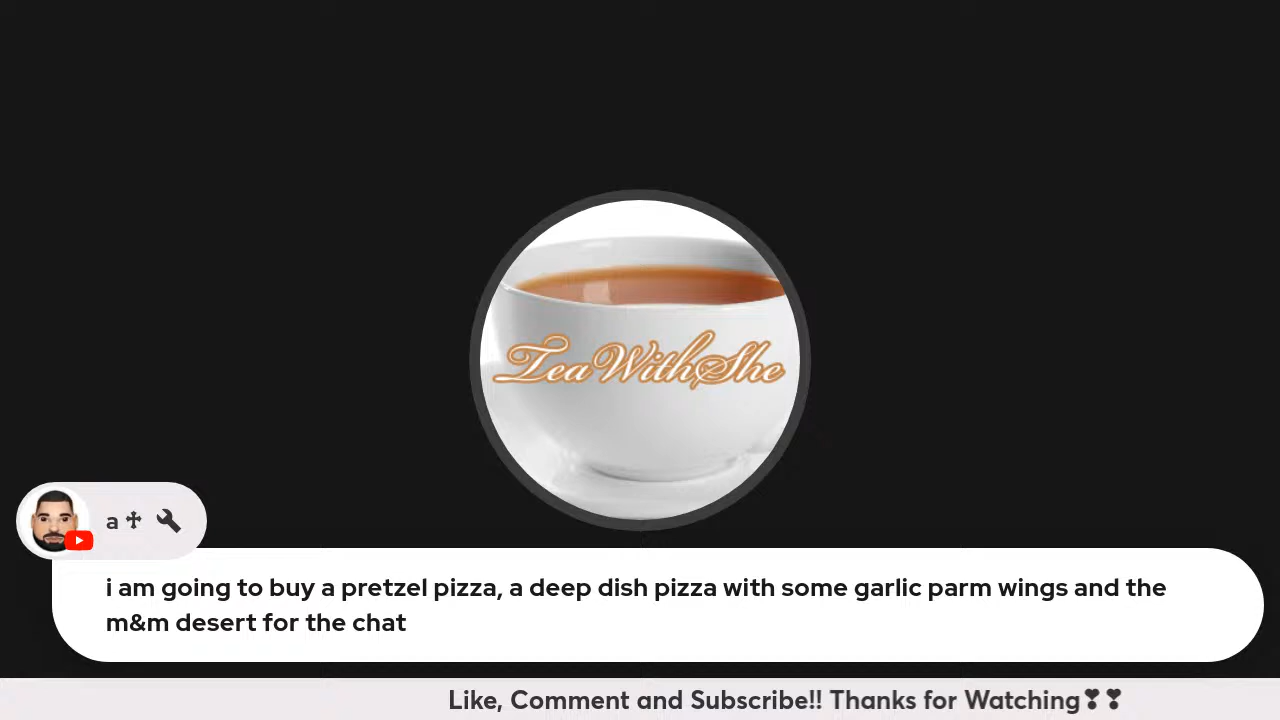 TeaWithShe
a ✢
i am going to buy a pretzel pizza, a deep dish pizza with some garlic parm wings and the
m&m desert for the chat
Like, Comment and Subscribe!! Thanks for Watching❣❣